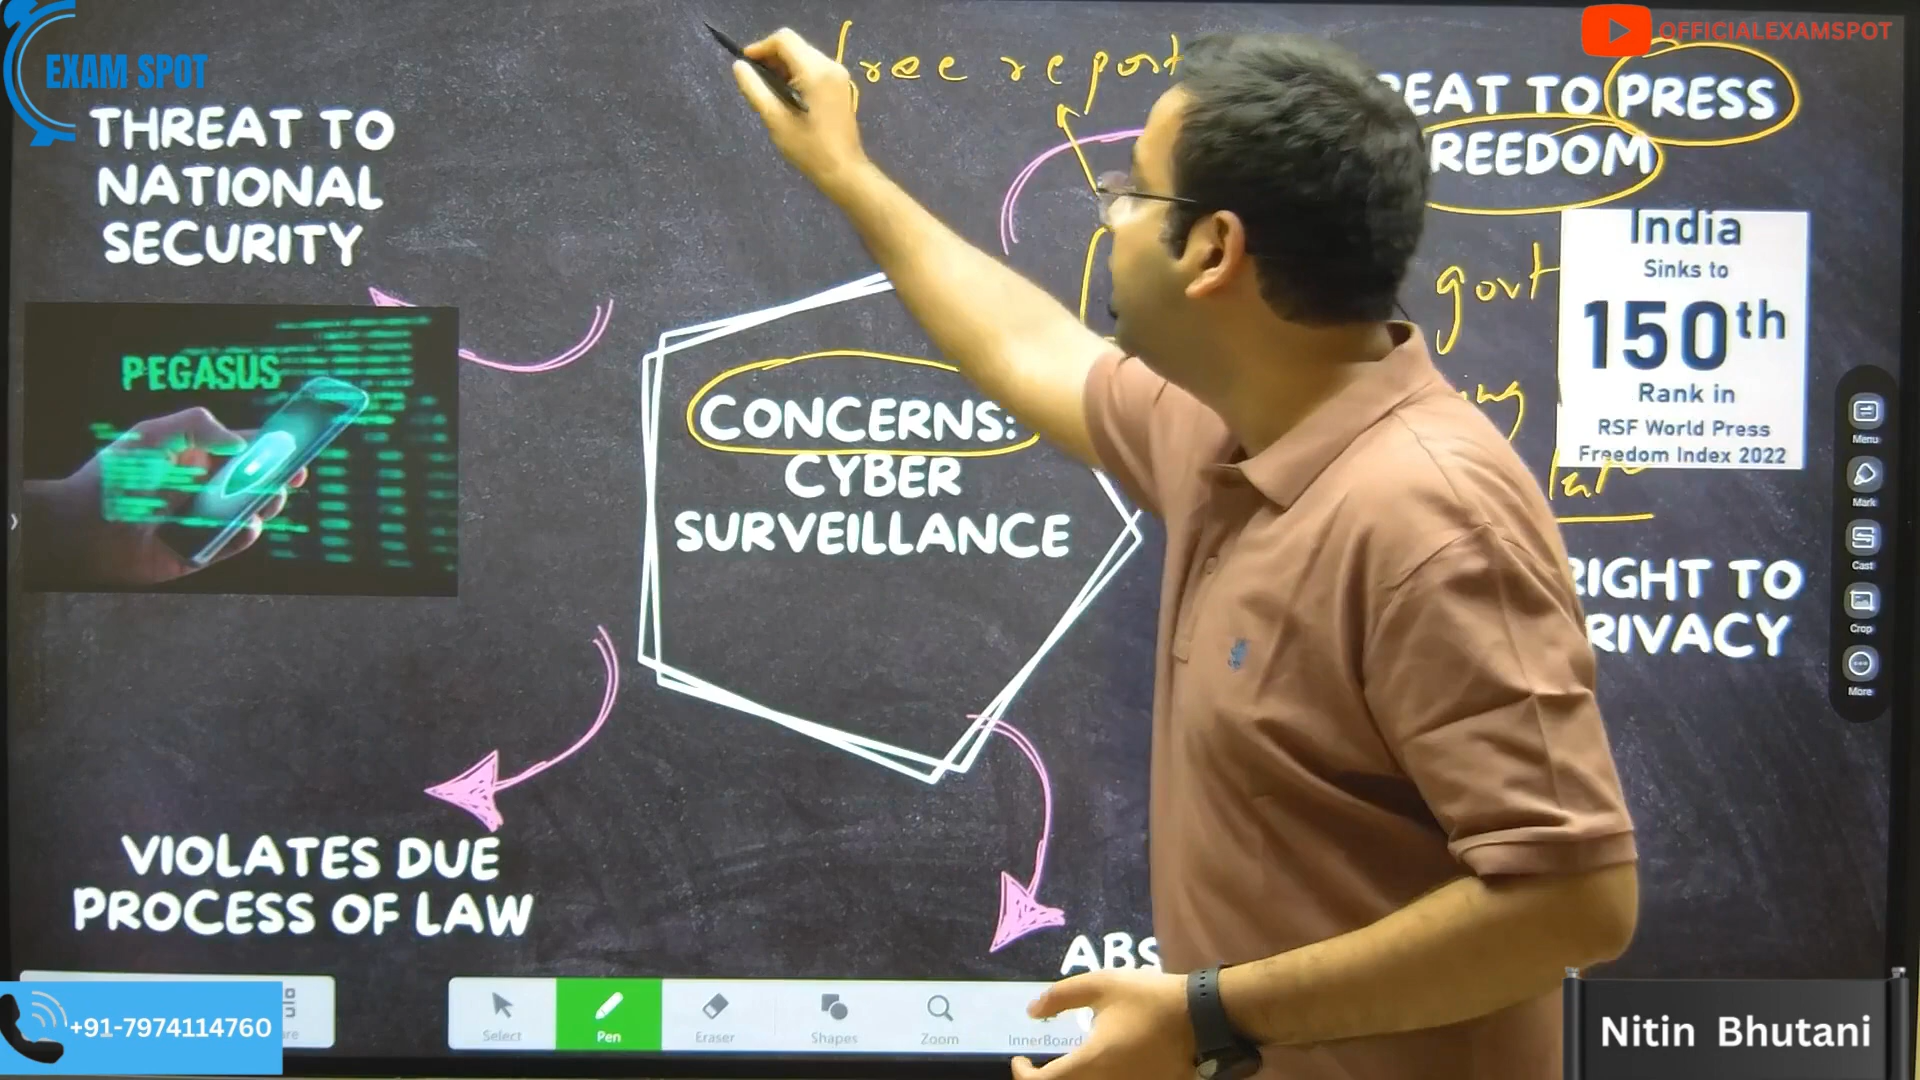 EXAM SPOT
OFFICIALEXAMSPOT
free report
EAT TO PRESS
REEDOM
THREAT TO
NATIONAL
SECURITY
PEGASUS
govt
India
Sinks to
150th
Rank in
RSF World Press
Freedom Index 2022
CONCERNS:
CYBER
SURVEILLANCE
RIGHT TO
RIVACY
VIOLATES DUE
PROCESS OF LAW
ABS
Menu
Mark
Cast
Crop
More
Select
Pen
Eraser
Shapes
Zoom
InnerBoard
+91-7974114760
Nitin Bhutani